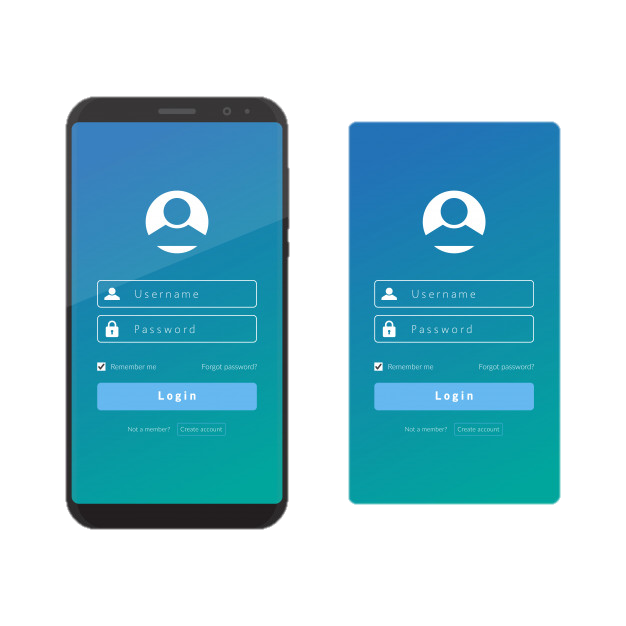 Username
Password
Remember me Forgot password?
Login
Not a member? Create account
Username
Password
Remember me Forgot password?
Login
Not a member? Create account